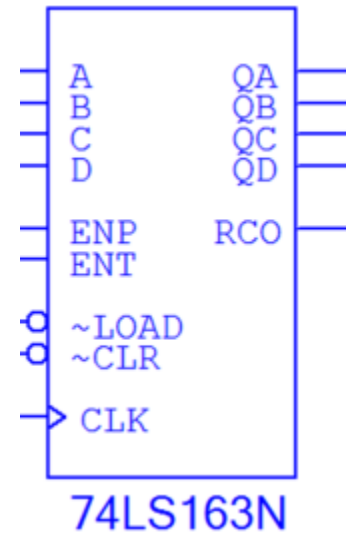 A QA
B QB
C QC
D QD
ENP RCO
ENT
~LOAD
~CLR
CLK
74LS163N